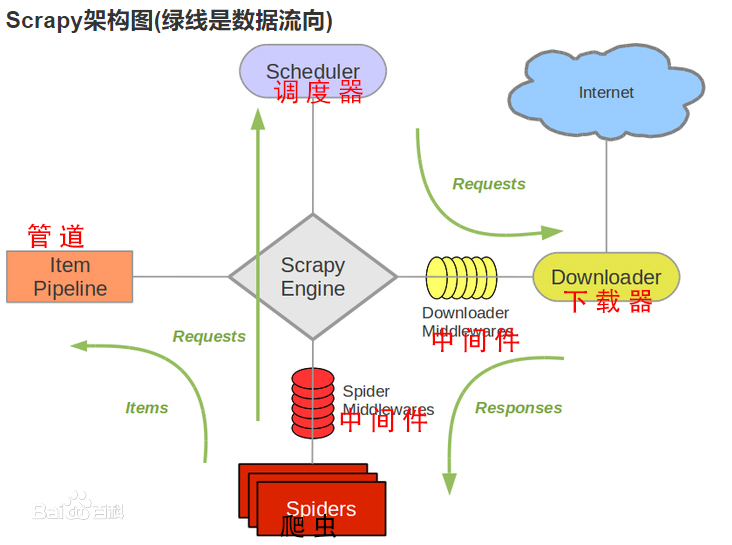 Scrapy架构图(绿线是数据流向)
Scheduler
调度器
Internet
Requests
管道
Item
Pipeline
Scrapy
Engine
Downloader
下载器
Downloader
Middlewares
中间件
Requests
Items
Spider
Middlewares
中间件
Responses
Spiders
爬虫
Bai百科